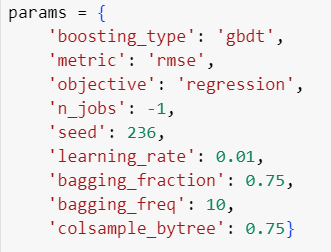 params = {
    'boosting_type': 'gbdt',
    'metric': 'rmse',
    'objective': 'regression',
    'n_jobs': -1,
    'seed': 236,
    'learning_rate': 0.01,
    'bagging_fraction': 0.75,
    'bagging_freq': 10,
    'colsample_bytree': 0.75}